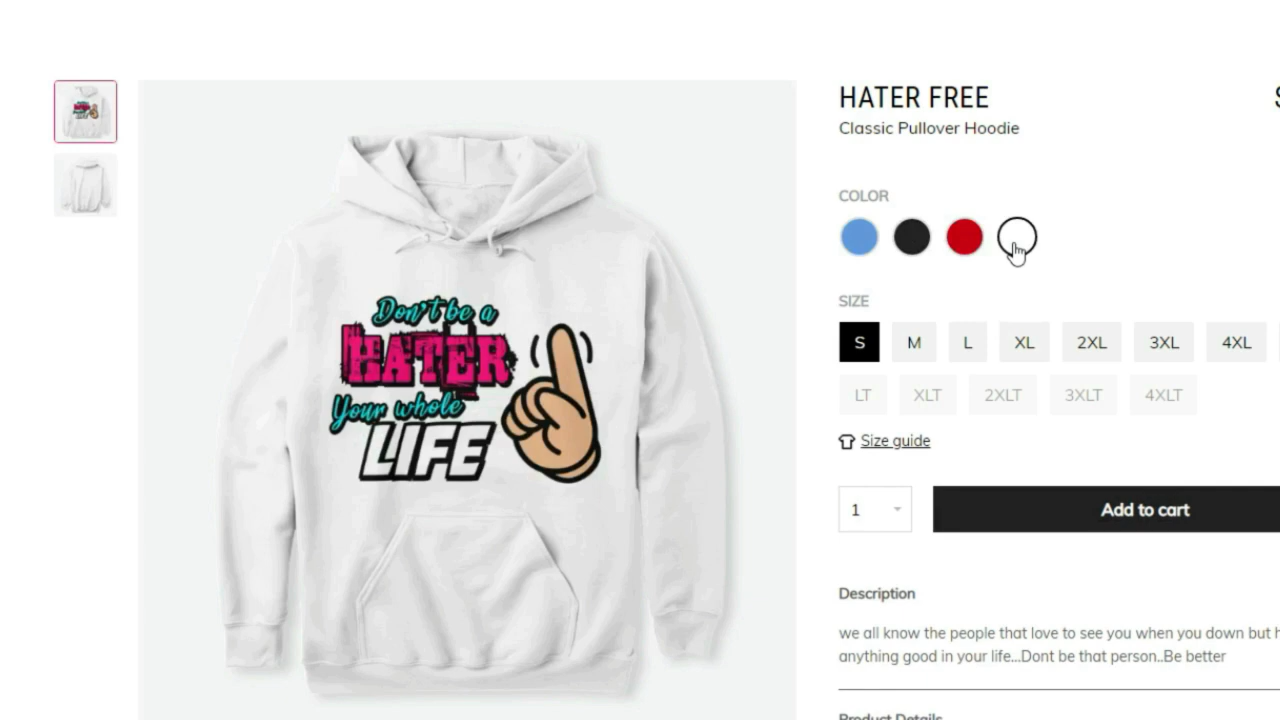 HATER FREE
Classic Pullover Hoodie
COLOR
SIZE
S M L XL 2XL 3XL 4XL
LT XLT 2XLT 3XLT 4XLT
Size guide
1 Add to cart
Description
we all know the people that love to see you when you down but
anything good in your life...Dont be that person..Be better
Product Details
Don't be a
HATER
Your whole
LIFE